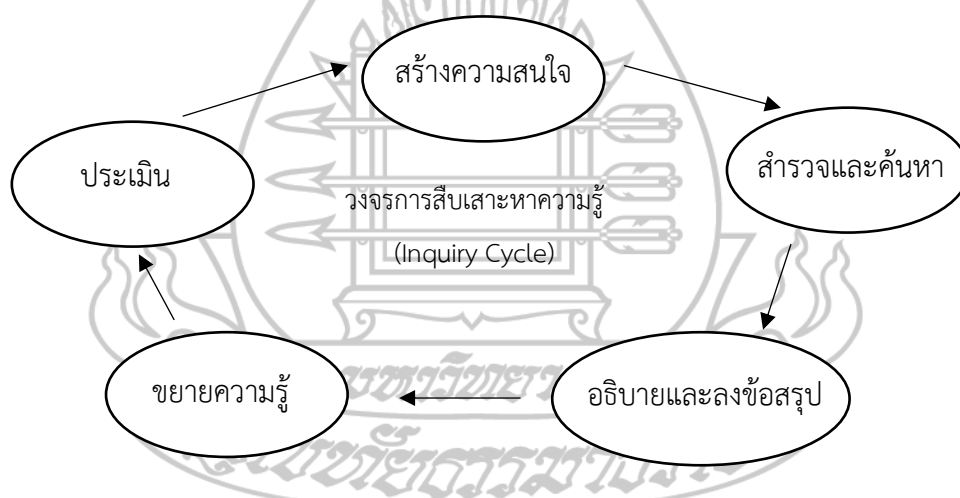 สร้างความสนใจ
สำรวจและค้นหา
ประเมิน
วงจรการสืบเสาะหาความรู้
(Inquiry Cycle)
ขยายความรู้
อธิบายและลงข้อสรุป